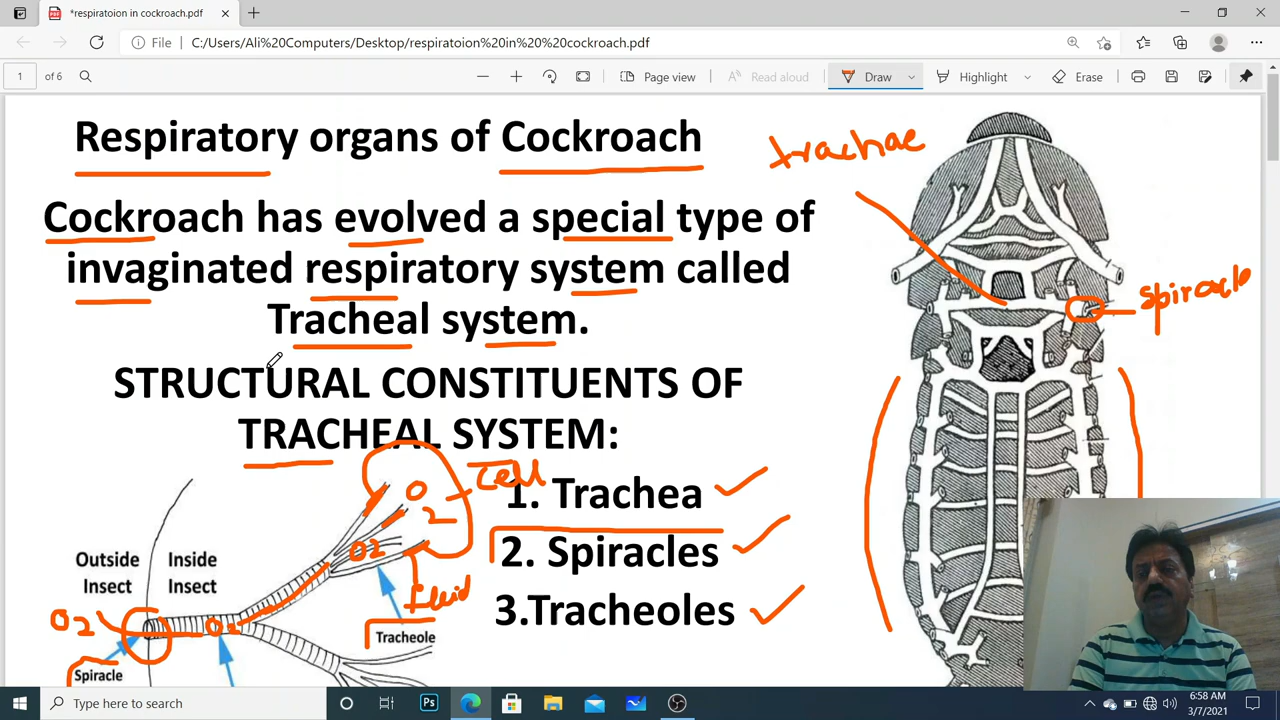 *respiratoion in cockroach.pdf
File
C:/Users/Ali%20Computers/Desktop/respiratoion%20in%20%20cockroach.pdf
1 of 6
Page view
Read aloud
Draw
Highlight
Erase
Respiratory organs of Cockroach
Cockroach has evolved a special type of
invaginated respiratory system called
Tracheal system.
STRUCTURAL CONSTITUENTS OF
TRACHEAL SYSTEM:
1. Trachea
2. Spiracles
3.Tracheoles
trachae
spiracle
Cell
O2
O2
fluid
Outside
Insect
Inside
Insect
O2
O2
Tracheole
Spiracle
Type here to search
Ps
6:58 AM
3/7/2021